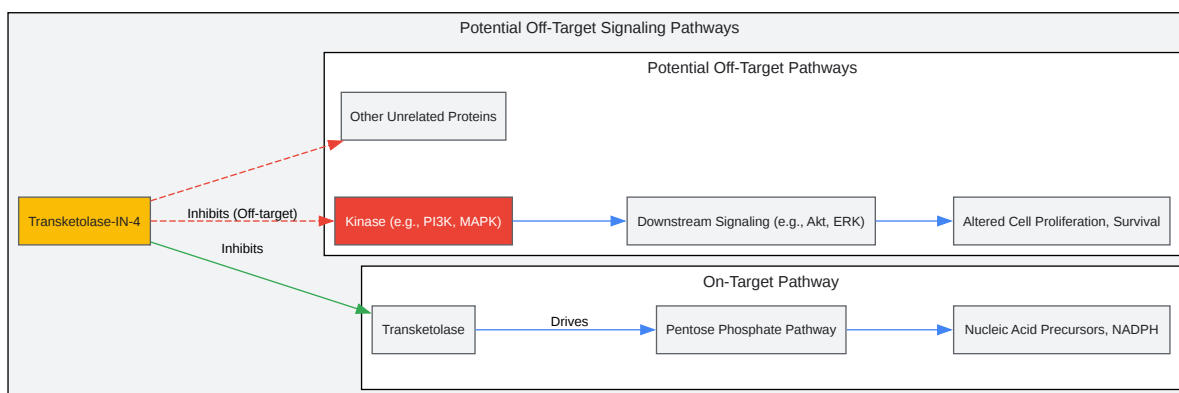 Potential Off-Target Signaling Pathways
Potential Off-Target Pathways
Other Unrelated Proteins
Transketolase-IN-4
Inhibits (Off-target)
Kinase (e.g., PI3K, MAPK)
Downstream Signaling (e.g., Akt, ERK)
Altered Cell Proliferation, Survival
Inhibits
On-Target Pathway
Transketolase
Drives
Pentose Phosphate Pathway
Nucleic Acid Precursors, NADPH